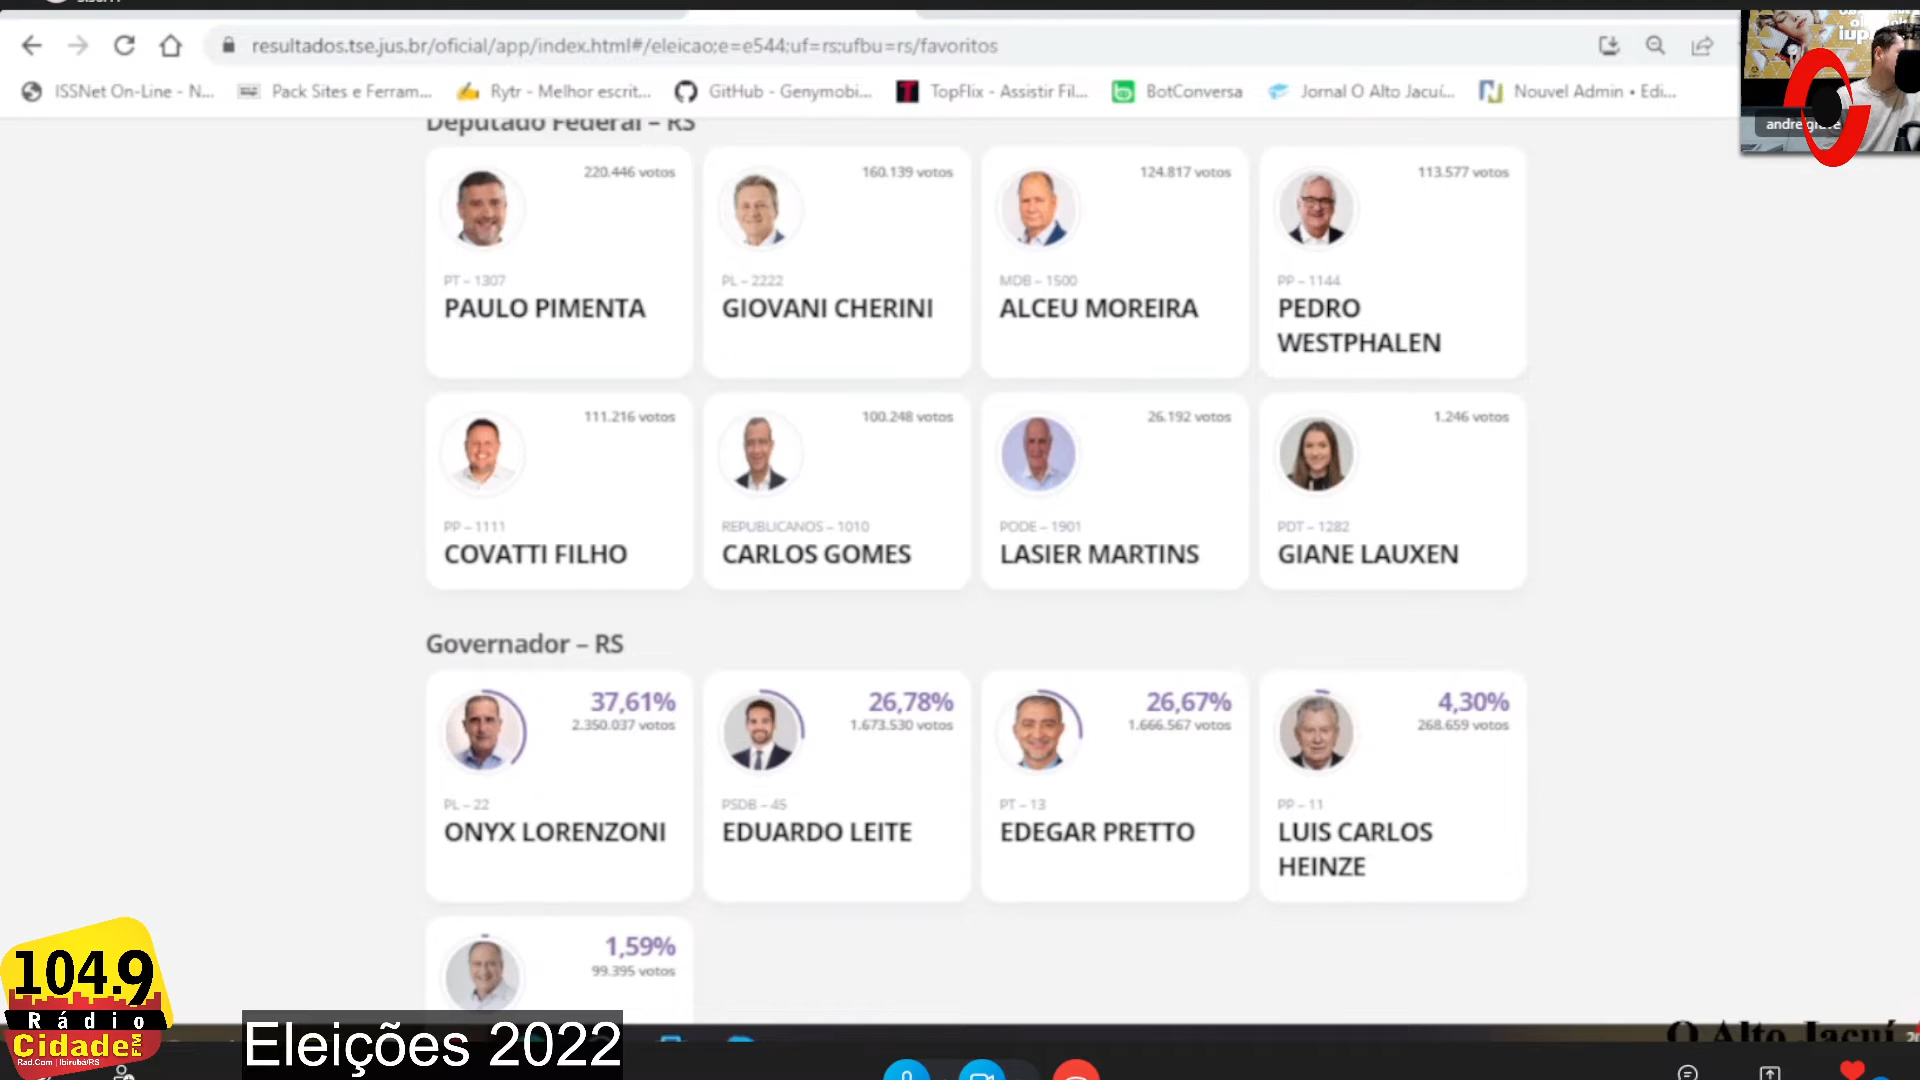 resultados.tse.jus.br/oficial/app/index.html#/eleicao;e=e544;uf=rs;ufbu=rs/favoritos
ISSNet On-Line - N...
Pack Sites e Ferram...
Rytr - Melhor escrit...
GitHub - Genymobi...
TopFlix - Assistir Fil...
BotConversa
Jornal O Alto Jacuí...
Nouvel Admin • Edi...
Deputado Federal – RS
220.446 votos
PT – 1307
PAULO PIMENTA
160.139 votos
PL – 2222
GIOVANI CHERINI
124.817 votos
MDB – 1500
ALCEU MOREIRA
113.577 votos
PP – 1144
PEDRO
WESTPHALEN
111.216 votos
PP – 1111
COVATTI FILHO
100.248 votos
REPUBLICANOS – 1010
CARLOS GOMES
26.192 votos
PODE – 1901
LASIER MARTINS
1.246 votos
PDT – 1282
GIANE LAUXEN
Governador – RS
37,61%
2.350.037 votos
PL – 22
ONYX LORENZONI
26,78%
1.673.530 votos
PSDB – 45
EDUARDO LEITE
26,67%
1.666.567 votos
PT – 13
EDEGAR PRETTO
4,30%
268.659 votos
PP – 11
LUIS CARLOS
HEINZE
1,59%
99.395 votos
104.9
Rádio
Cidade FM
Rad.Com | Ibirubá/RS
Eleições 2022
O Alto Jacuí